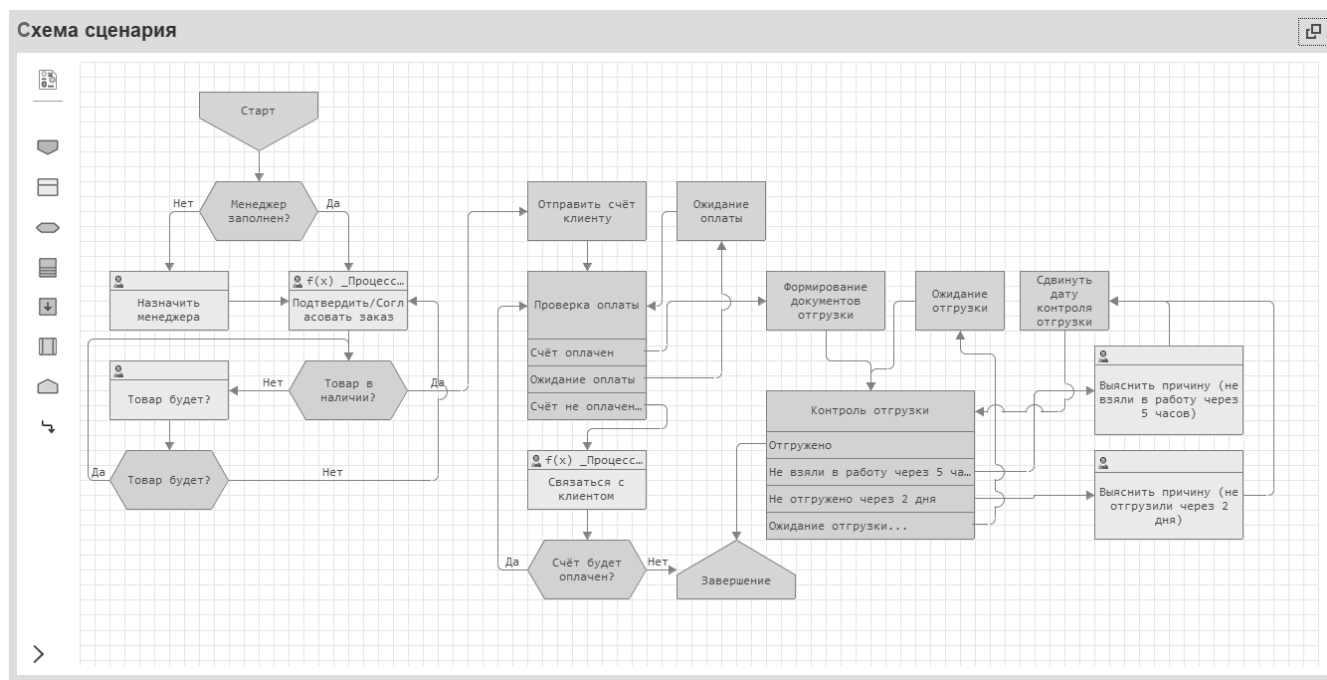 Схема сценария
Старт
Менеджер
заполнен?
Нет
Да
Назначить
менеджера
f(x) _Процесс...
Подтвердить/Согл
асовать заказ
Товар в
наличии?
Нет
Да
Товар будет?
Товар будет?
Да
Нет
Отправить счёт
клиенту
Ожидание
оплаты
Проверка оплаты
Счёт оплачен
Ожидание оплаты
Счёт не оплачен...
f(x) _Процесс...
Связаться с
клиентом
Счёт будет
оплачен?
Да
Нет
Завершение
Формирование
документов
отгрузки
Ожидание
отгрузки
Сдвинуть
дату
контроля
отгрузки
Контроль отгрузки
Отгружено
Не взяли в работу через 5 ча...
Не отгружено через 2 дня
Ожидание отгрузки...
Выяснить причину (не
взяли в работу через
5 часов)
Выяснить причину (не
отгрузили через 2
дня)